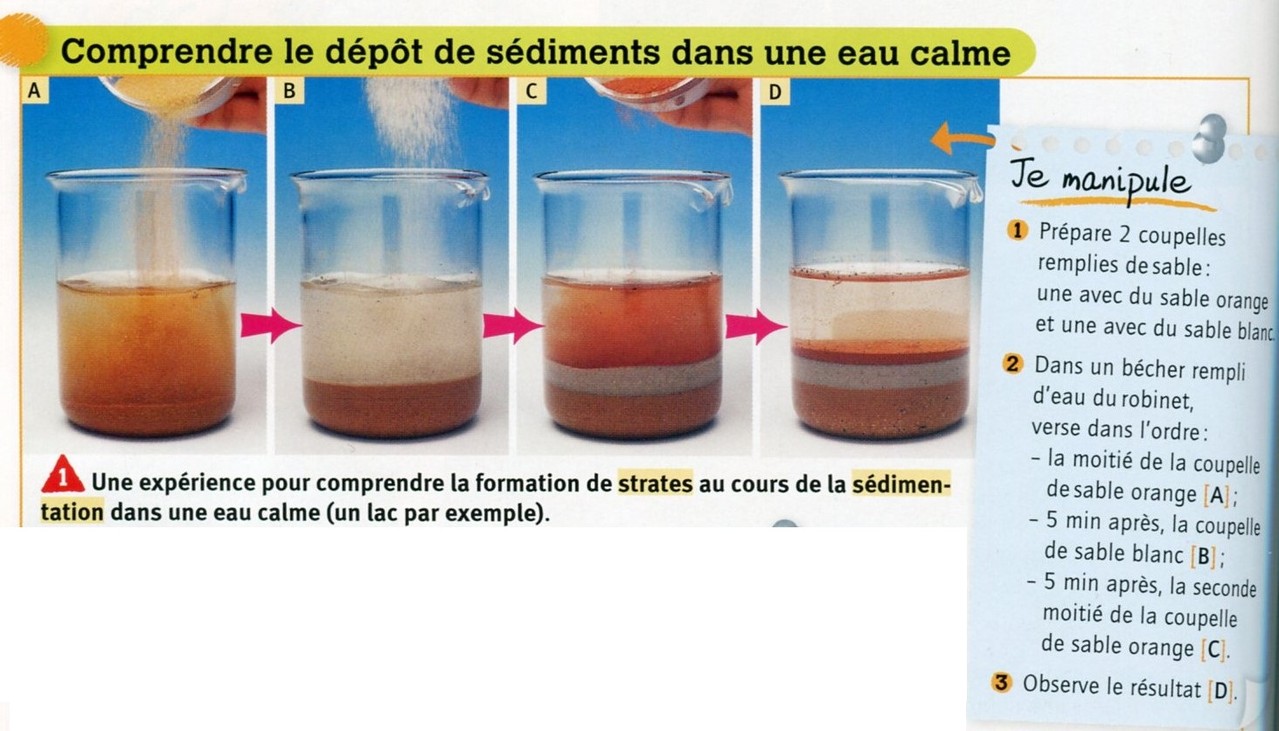 Comprendre le dépôt de sédiments dans une eau calme
A
B
C
D
1 Une expérience pour comprendre la formation de strates au cours de la sédimen-
tation dans une eau calme (un lac par exemple).
Je manipule
1 Prépare 2 coupelles
remplies de sable :
une avec du sable orange
et une avec du sable blanc.
2 Dans un bécher rempli
d'eau du robinet,
verse dans l'ordre :
– la moitié de la coupelle
de sable orange [A] ;
– 5 min après, la coupelle
de sable blanc [B] ;
– 5 min après, la seconde
moitié de la coupelle
de sable orange [C].
3 Observe le résultat [D].